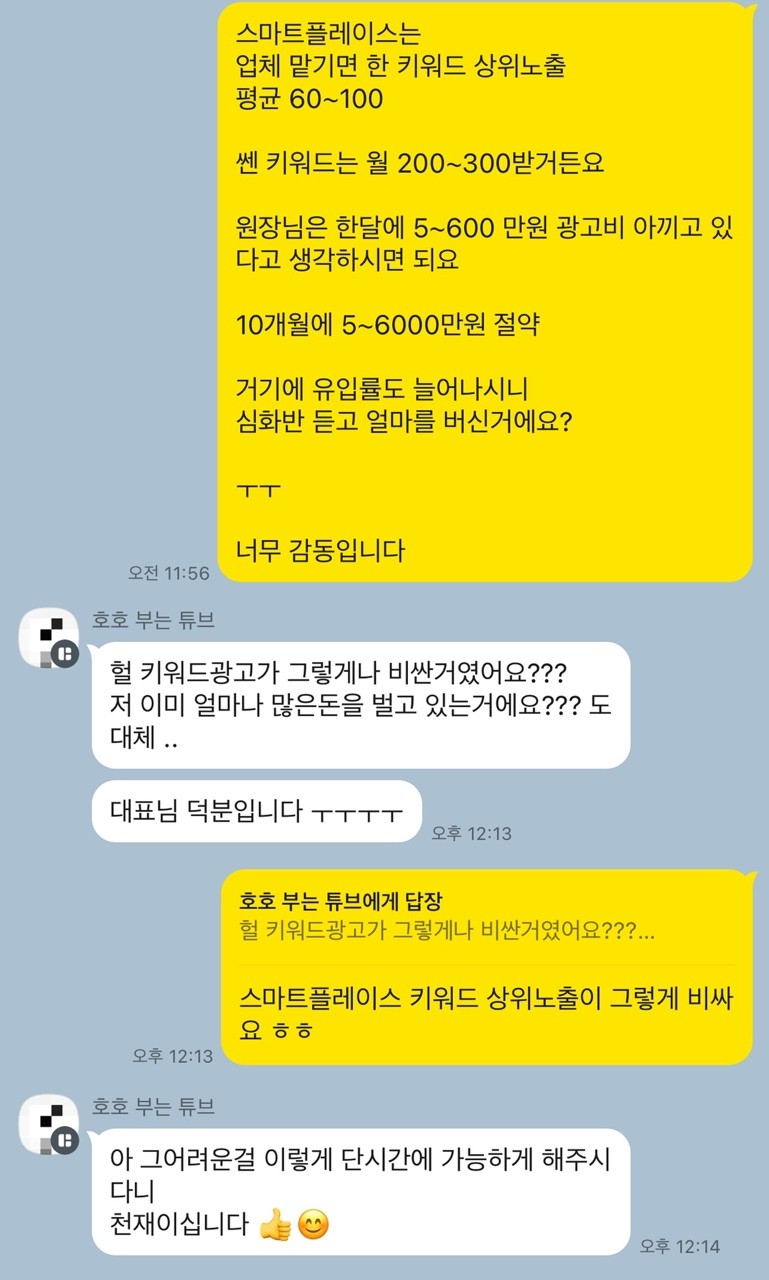 스마트플레이스는
업체 맡기면 한 키워드 상위노출
평균 60~100
쎈 키워드는 월 200~300받거든요
원장님은 한달에 5~600 만원 광고비 아끼고 있
다고 생각하시면 되요
10개월에 5~6000만원 절약
거기에 유입률도 늘어나시니
심화반 듣고 얼마를 버신거에요?
ㅜㅜ
너무 감동입니다
오전 11:56
호호 부는 튜브
헐 키워드광고가 그렇게나 비싼거였어요???
저 이미 얼마나 많은돈을 벌고 있는거에요??? 도
대체 ..
대표님 덕분입니다 ㅜㅜㅜㅜ
오후 12:13
호호 부는 튜브에게 답장
헐 키워드광고가 그렇게나 비싼거였어요???...
스마트플레이스 키워드 상위노출이 그렇게 비싸
요 ㅎㅎ
오후 12:13
호호 부는 튜브
아 그어려운걸 이렇게 단시간에 가능하게 해주시
다니
천재이십니다 👍😊
오후 12:14